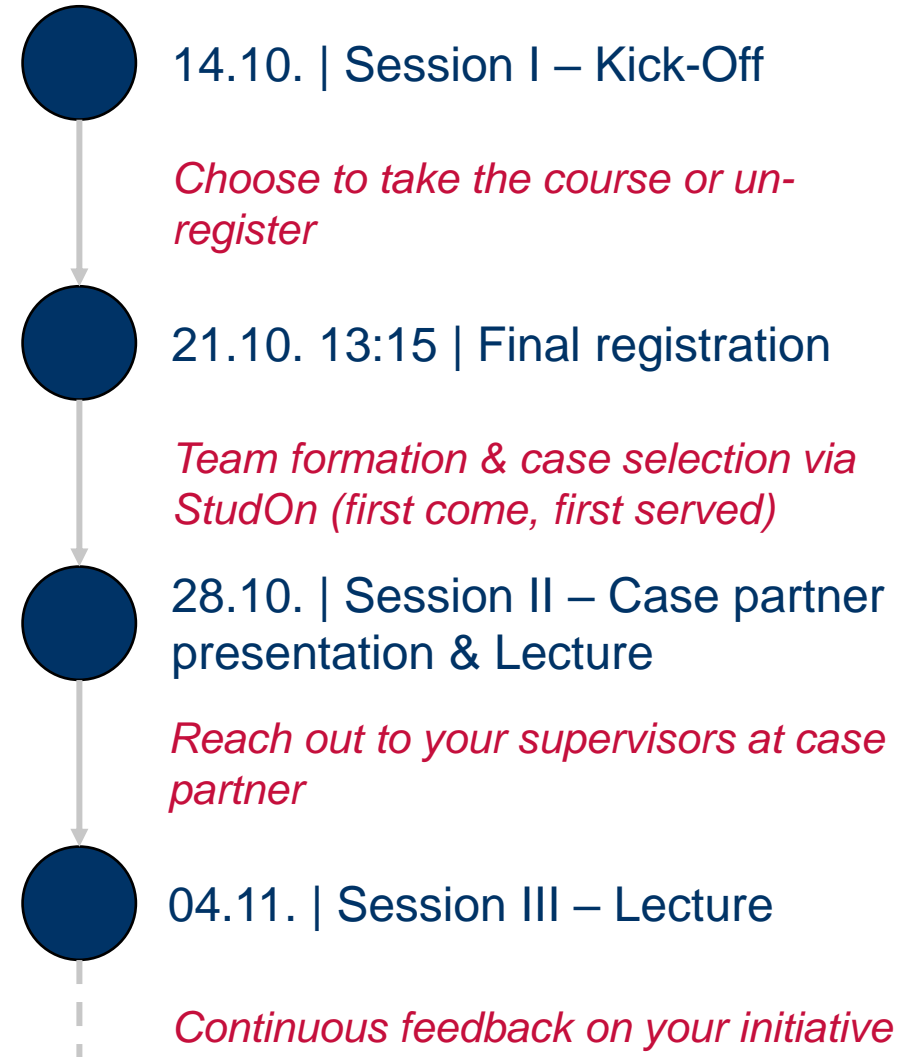 14.10. | Session I – Kick-Off
Choose to take the course or un-
register
21.10. 13:15 | Final registration
Team formation & case selection via
StudOn (first come, first served)
28.10. | Session II – Case partner
presentation & Lecture
Reach out to your supervisors at case
partner
04.11. | Session III – Lecture
Continuous feedback on your initiative